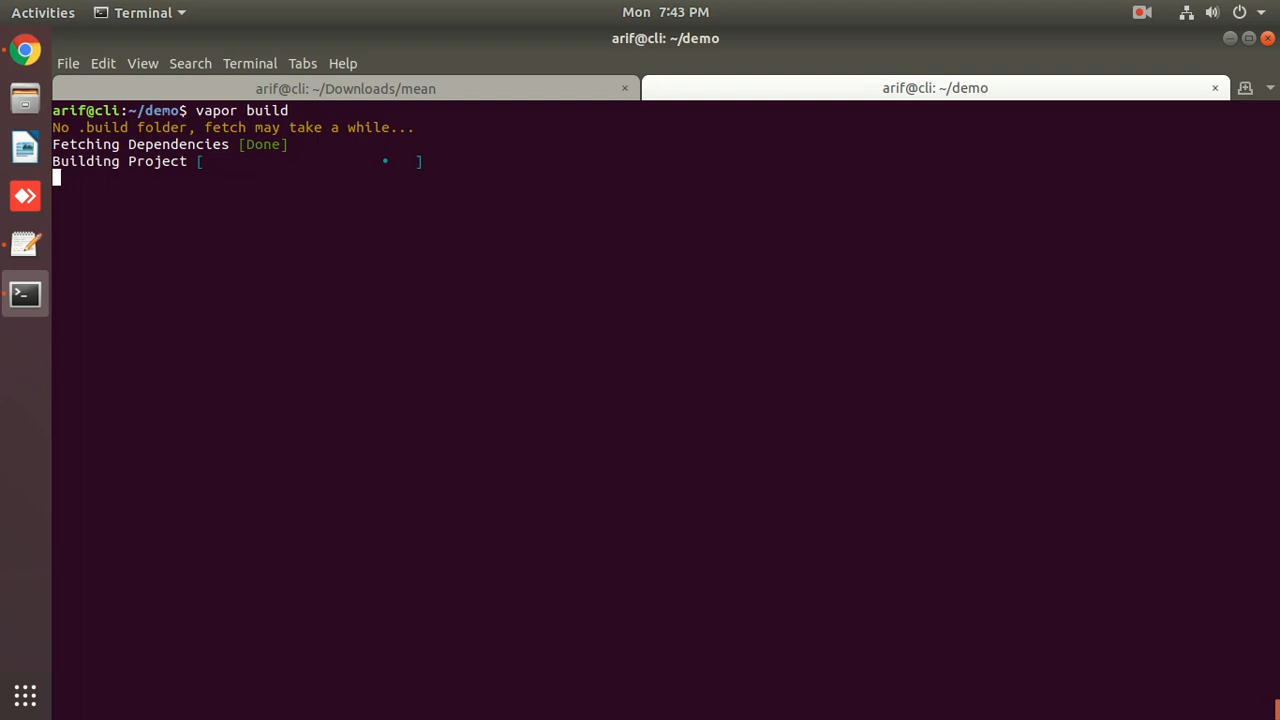 Activities Terminal Mon 7:43 PM
arif@cli: ~/demo
File Edit View Search Terminal Tabs Help
arif@cli: ~/Downloads/mean × arif@cli: ~/demo ×
arif@cli:~/demo$ vapor build
No .build folder, fetch may take a while...
Fetching Dependencies [Done]
Building Project [ • ]